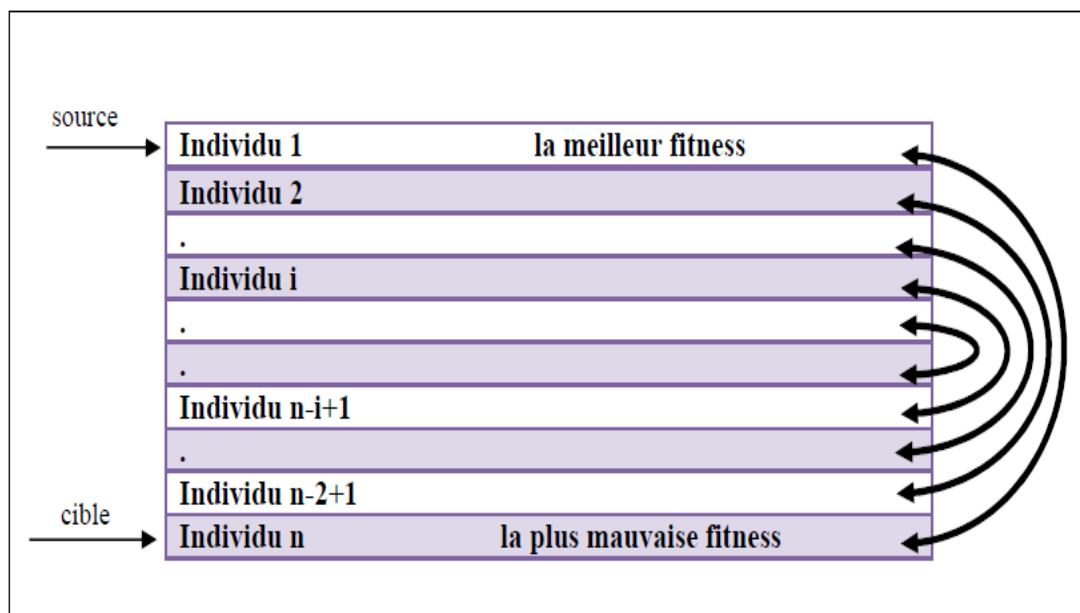 source
Individu 1 la meilleur fitness
Individu 2
.
Individu i
.
.
Individu n-i+1
.
Individu n-2+1
cible
Individu n la plus mauvaise fitness